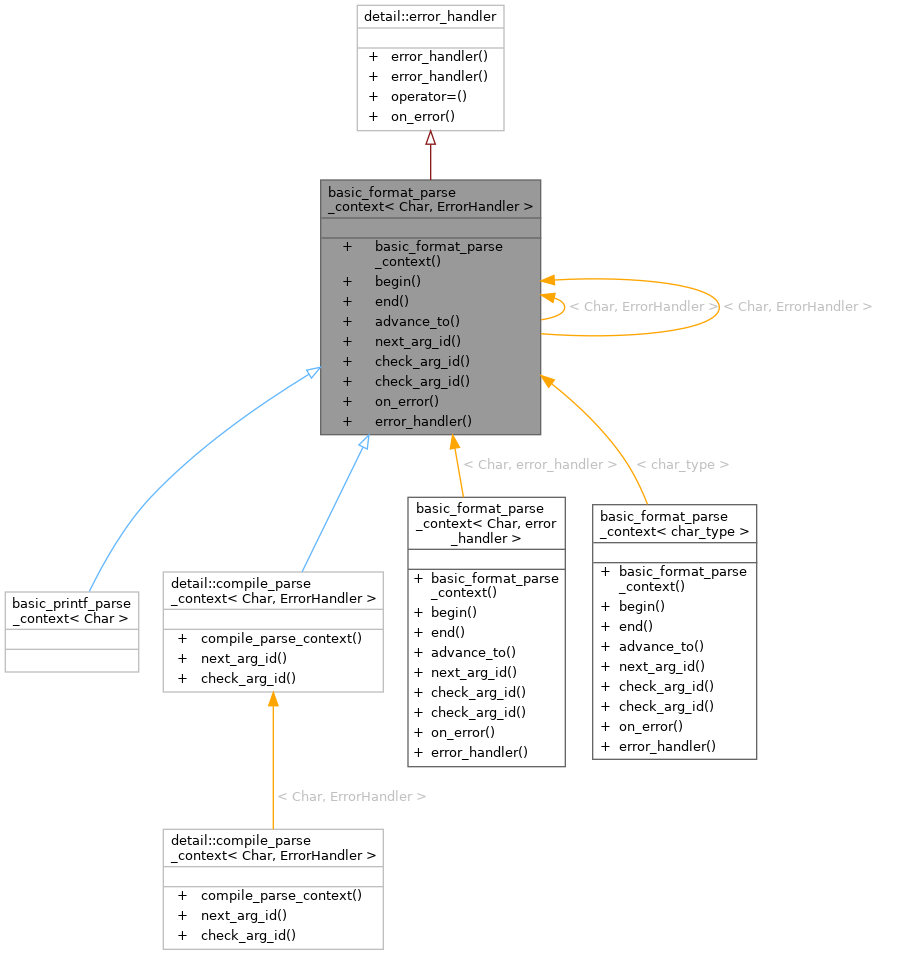 detail::error_handler
+ error_handler()
+ error_handler()
+ operator=()
+ on_error()
basic_format_parse
_context< Char, ErrorHandler >
+ basic_format_parse
_context()
+ begin()
+ end()
+ advance_to()
+ next_arg_id()
+ check_arg_id()
+ check_arg_id()
+ on_error()
+ error_handler()
< Char, ErrorHandler >
< Char, ErrorHandler >
< Char, error_handler >
< char_type >
basic_printf_parse
_context< Char >
detail::compile_parse
_context< Char, ErrorHandler >
+ compile_parse_context()
+ next_arg_id()
+ check_arg_id()
basic_format_parse
_context< Char, error
_handler >
+ basic_format_parse
_context()
+ begin()
+ end()
+ advance_to()
+ next_arg_id()
+ check_arg_id()
+ check_arg_id()
+ on_error()
+ error_handler()
basic_format_parse
_context< char_type >
+ basic_format_parse
_context()
+ begin()
+ end()
+ advance_to()
+ next_arg_id()
+ check_arg_id()
+ check_arg_id()
+ on_error()
+ error_handler()
< Char, ErrorHandler >
detail::compile_parse
_context< Char, ErrorHandler >
+ compile_parse_context()
+ next_arg_id()
+ check_arg_id()